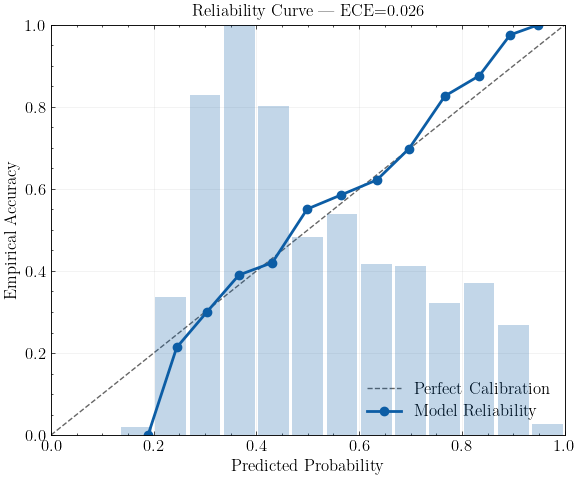 Reliability Curve — ECE=0.026
1.0
0.8
0.6
0.4
0.2
0.0
Empirical Accuracy
Perfect Calibration
Model Reliability
0.0 0.2 0.4 0.6 0.8 1.0
Predicted Probability